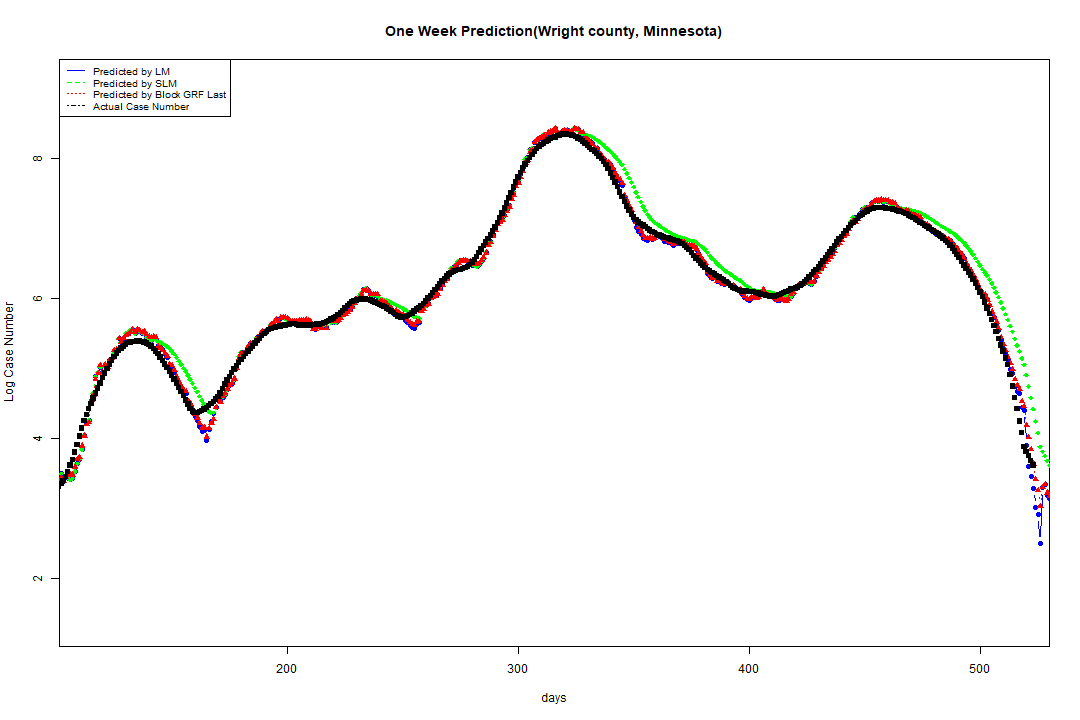 One Week Prediction(Wright county, Minnesota)
Predicted by LM
Predicted by SLM
Predicted by Block GRF Last
Actual Case Number
Log Case Number
8
6
4
2
200 300 400 500
days